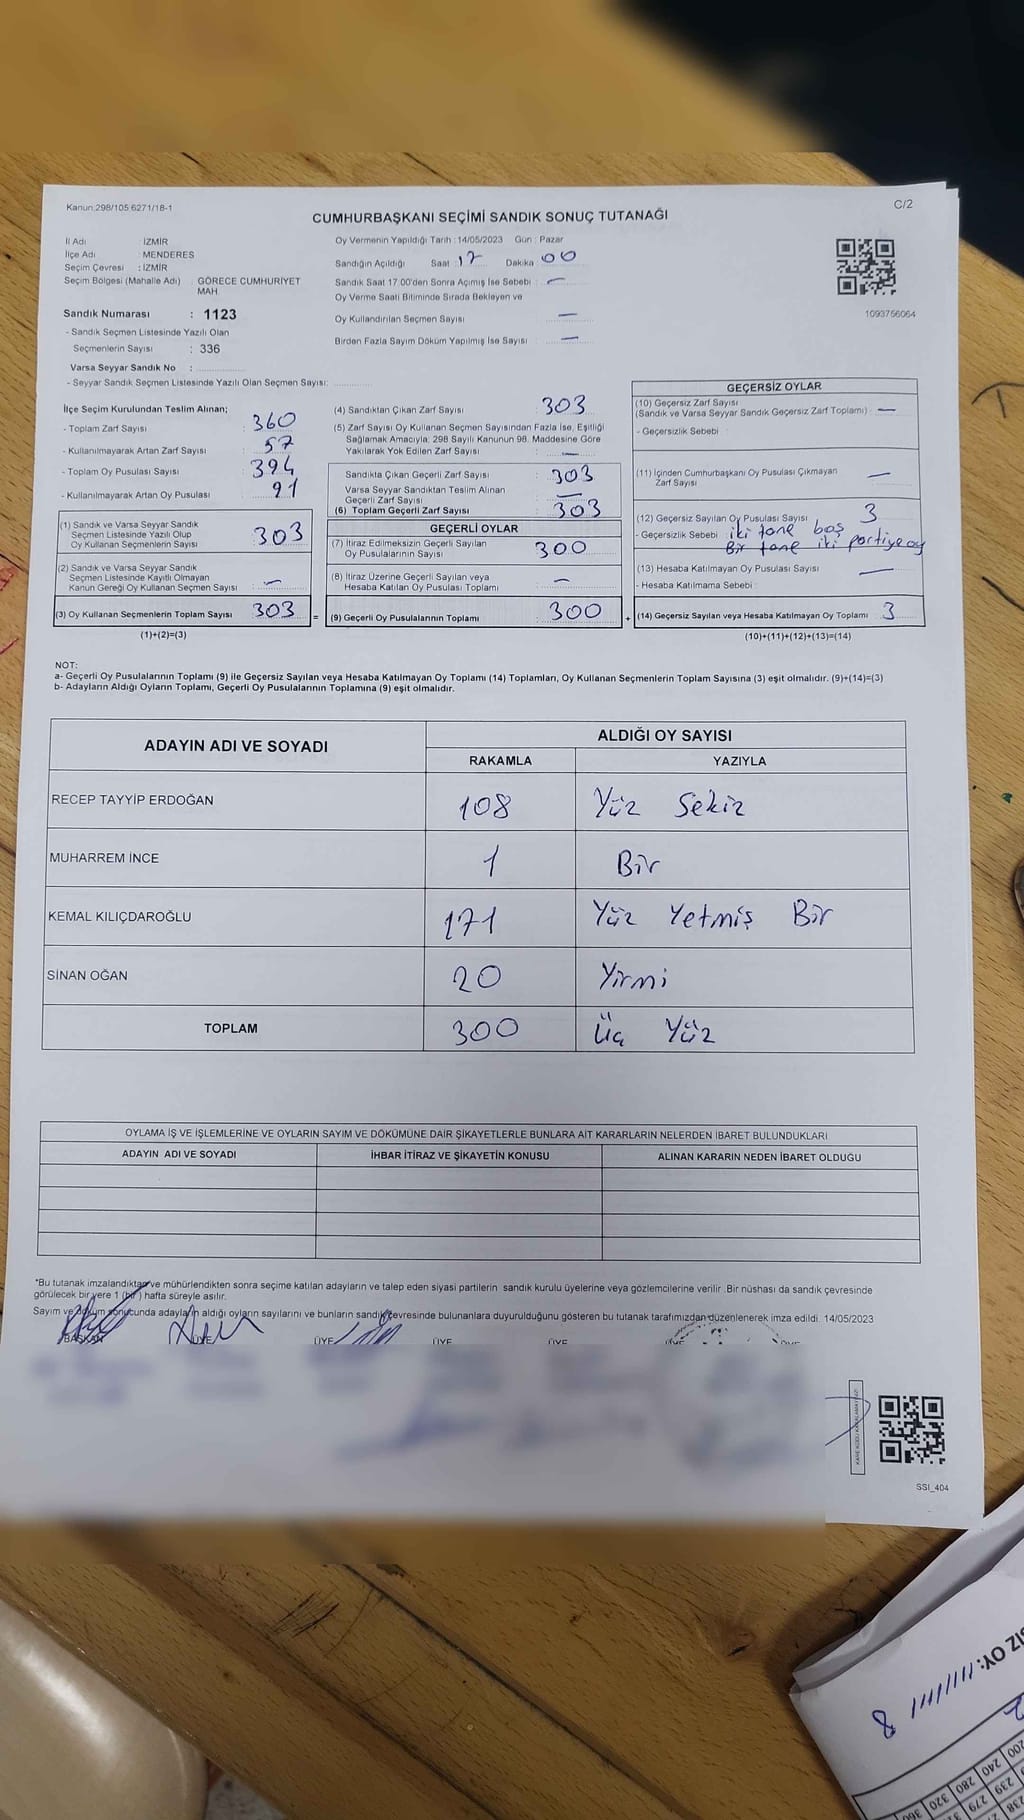 Kanun:298/105 6271/18-1
C/2
CUMHURBAŞKANI SEÇİMİ SANDIK SONUÇ TUTANAĞI
İl Adı : İZMİR
İlçe Adı : MENDERES
Seçim Çevresi : İZMİR
Seçim Bölgesi (Mahalle Adı) : GÖRECE CUMHURİYET MAH.
Sandık Numarası : 1123
- Sandık Seçmen Listesinde Yazılı Olan
Seçmenlerin Sayısı : 336
Varsa Seyyar Sandık No :
- Seyyar Sandık Seçmen Listesinde Yazılı Olan Seçmen Sayısı:
Oy Vermenin Yapıldığı Tarih :14/05/2023 Gün : Pazar
Sandığın Açıldığı Saat : 17 Dakika : 00
Sandık Saat 17.00'den Sonra Açımış İse Sebebi : —
Oy Verme Saati Bitiminde Sırada Bekleyen ve
Oy Kullandırılan Seçmen Sayısı —
Birden Fazla Sayım Döküm Yapılmış İse Sayısı —
1093756064
İlçe Seçim Kurulundan Teslim Alınan;
- Toplam Zarf Sayısı : 360
- Kullanılmayarak Artan Zarf Sayısı : 57
- Toplam Oy Pusulası Sayısı : 394
- Kullanılmayarak Artan Oy Pusulası : 91
(1) Sandık ve Varsa Seyyar Sandık
Seçmen Listesinde Yazılı Olup
Oy Kullanan Seçmenlerin Sayısı : 303
(2) Sandık ve Varsa Seyyar Sandık
Seçmen Listesinde Kayıtlı Olmayan
Kanun Gereği Oy Kullanan Seçmen Sayısı : —
(3) Oy Kullanan Seçmenlerin Toplam Sayısı 303 =
(1)+(2)=(3)
(4) Sandıktan Çıkan Zarf Sayısı : 303
(5) Zarf Sayısı Oy Kullanan Seçmen Sayısından Fazla İse, Eşitliği
Sağlamak Amacıyla; 298 Sayılı Kanunun 98. Maddesine Göre
Yakılarak Yok Edilen Zarf Sayısı : —
Sandıkta Çıkan Geçerli Zarf Sayısı : 303
Varsa Seyyar Sandıktan Teslim Alınan
Geçerli Zarf Sayısı : —
(6) Toplam Geçerli Zarf Sayısı : 303
GEÇERLİ OYLAR
(7) İtiraz Edilmeksizin Geçerli Sayılan
Oy Pusulalarının Sayısı : 300
(8) İtiraz Üzerine Geçerli Sayılan veya
Hesaba Katılan Oy Pusulası Toplamı : —
(9) Geçerli Oy Pusulalarının Toplamı : 300 +
GEÇERSİZ OYLAR
(10) Geçersiz Zarf Sayısı
(Sandık ve Varsa Seyyar Sandık Geçersiz Zarf Toplamı) : —
- Geçersizlik Sebebi :
(11) İçinden Cumhurbaşkanı Oy Pusulası Çıkmayan
Zarf Sayısı : —
(12) Geçersiz Sayılan Oy Pusulası Sayısı : 3
- Geçersizlik Sebebi : iki tane boş
Bir tane iki partiye oy
(13) Hesaba Katılmayan Oy Pusulası Sayısı : —
- Hesaba Katılmama Sebebi :
(14) Geçersiz Sayılan veya Hesaba Katılmayan Oy Toplamı : 3
(10)+(11)+(12)+(13)=(14)
NOT:
a- Geçerli Oy Pusulalarının Toplamı (9) ile Geçersiz Sayılan veya Hesaba Katılmayan Oy Toplamı (14) Toplamları, Oy Kullanan Seçmenlerin Toplam Sayısına (3) eşit olmalıdır. (9)+(14)=(3)
b- Adayların Aldığı Oyların Toplamı, Geçerli Oy Pusulalarının Toplamına (9) eşit olmalıdır.
ADAYIN ADI VE SOYADI
ALDIĞI OY SAYISI
RAKAMLA YAZIYLA
RECEP TAYYİP ERDOĞAN 108 Yüz Sekiz
MUHARREM İNCE 1 Bir
KEMAL KILIÇDAROĞLU 171 Yüz Yetmiş Bir
SİNAN OĞAN 20 Yirmi
TOPLAM 300 Üç Yüz
OYLAMA İŞ VE İŞLEMLERİNE VE OYLARIN SAYIM VE DÖKÜMÜNE DAİR ŞİKAYETLERLE BUNLARA AİT KARARLARIN NELERDEN İBARET BULUNDUKLARI
ADAYIN ADI VE SOYADI İHBAR İTİRAZ VE ŞİKAYETİN KONUSU ALINAN KARARIN NEDEN İBARET OLDUĞU
*Bu tutanak imzalandıktan ve mühürlendikten sonra seçime katılan adayların ve talep eden siyasi partilerin sandık kurulu üyelerine veya gözlemcilerine verilir. Bir nüshası da sandık çevresinde
görülecek bir yere 1 (bir) hafta süreyle asılır.
Sayım ve döküm sonucunda adayların aldığı oyların sayılarını ve bunların sandık çevresinde bulunanlara duyurulduğunu gösteren bu tutanak tarafımızdan düzenlenerek imza edildi. 14/05/2023
BAŞKAN ÜYE ÜYE ÜYE ÜYE ÜYE
SSI_404
OY:
8